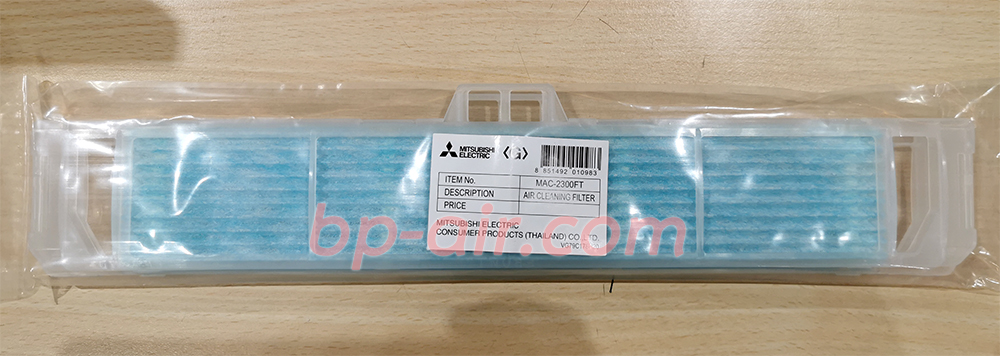 MITSUBISHI
ELECTRIC
<G>
8 851492 010983
ITEM No. MAC-2300FT
DESCRIPTION AIR CLEANING FILTER
PRICE
MITSUBISHI ELECTRIC
CONSUMER PRODUCTS (THAILAND) CO.,LTD.
bp-air.com